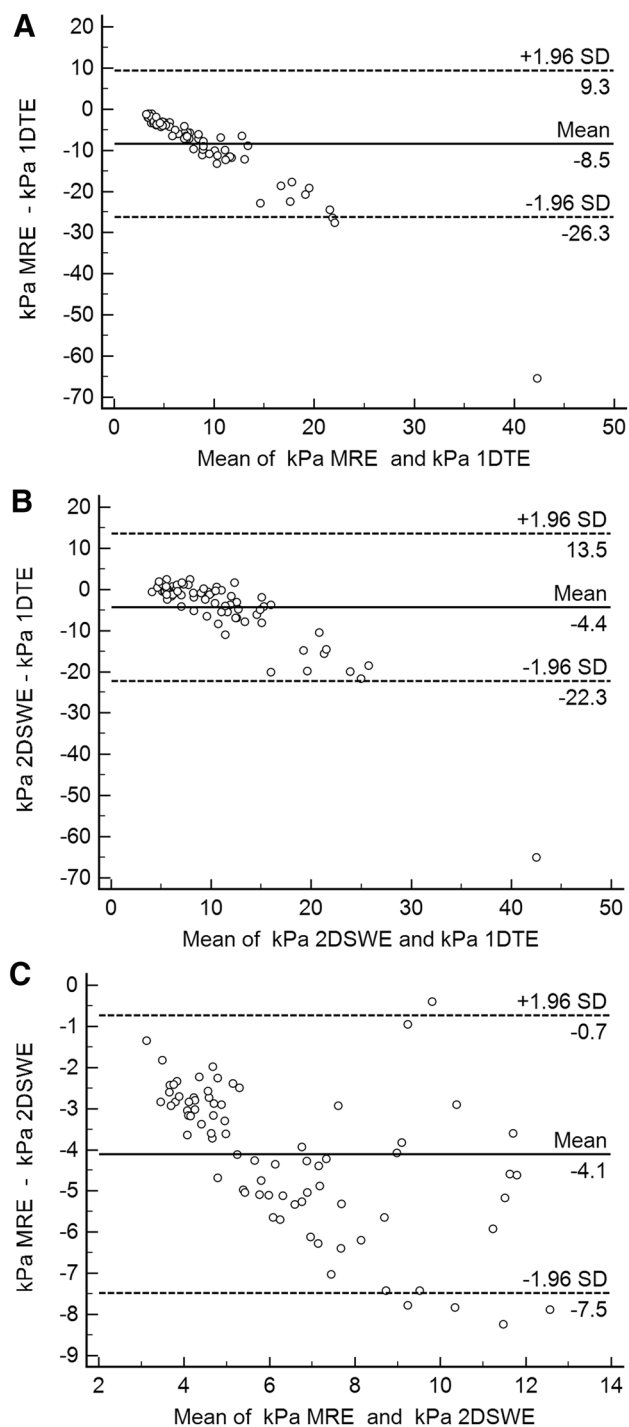 A
20
10
0
-10
-20
-30
-40
-50
-60
-70
kPa MRE - kPa 1DTE
+1.96 SD
9.3
Mean
-8.5
-1.96 SD
-26.3
0 10 20 30 40 50
Mean of kPa MRE and kPa 1DTE
B
20
10
0
-10
-20
-30
-40
-50
-60
-70
kPa 2DSWE - kPa 1DTE
+1.96 SD
13.5
Mean
-4.4
-1.96 SD
-22.3
0 10 20 30 40 50
Mean of kPa 2DSWE and kPa 1DTE
C
0
-1
-2
-3
-4
-5
-6
-7
-8
-9
kPa MRE - kPa 2DSWE
+1.96 SD
-0.7
Mean
-4.1
-1.96 SD
-7.5
2 4 6 8 10 12 14
Mean of kPa MRE and kPa 2DSWE